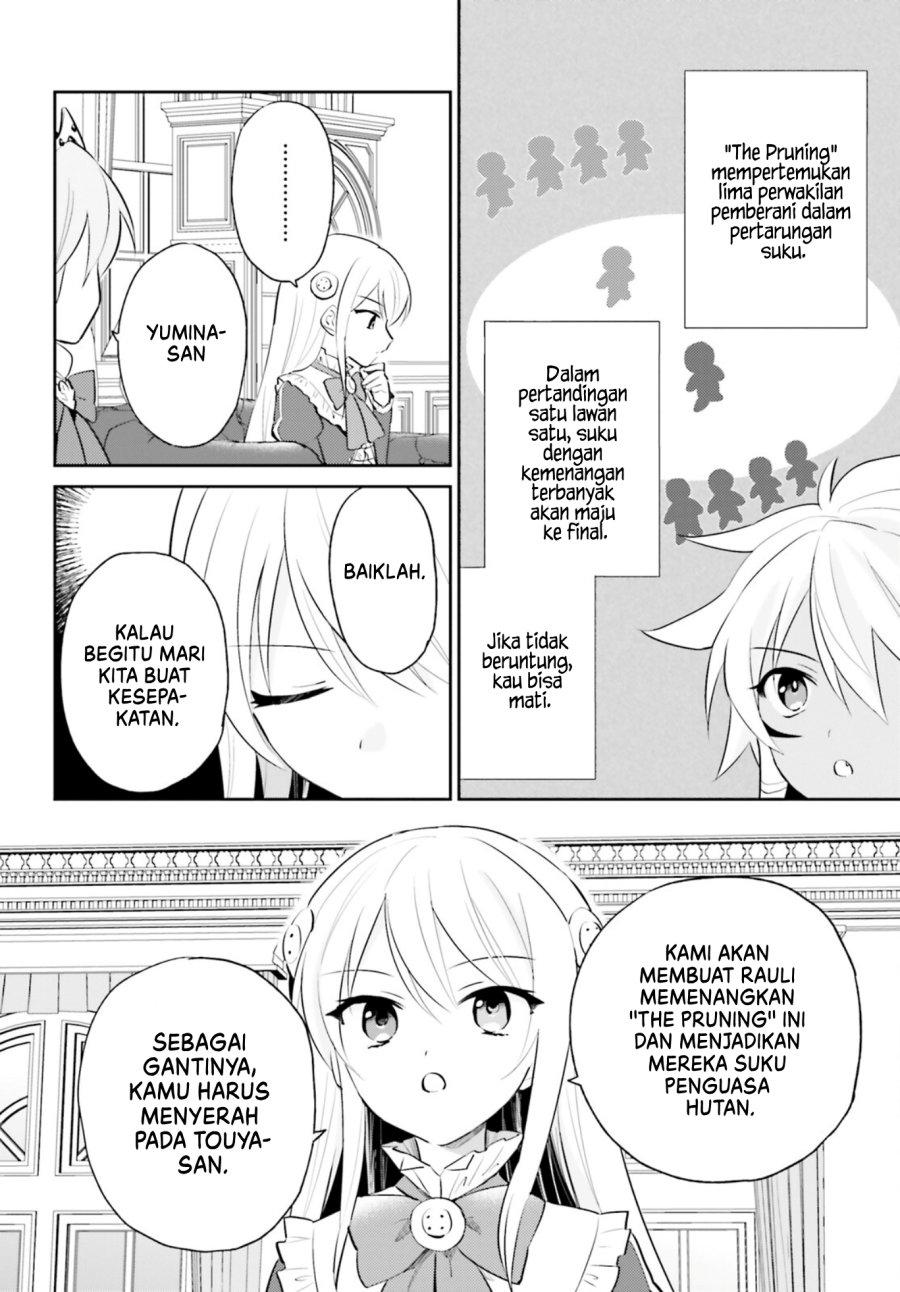 "The Pruning"
mempertemukan
lima perwakilan
pemberani dalam
pertarungan
suku.
Dalam
pertandingan
satu lawan
satu, suku
dengan
kemenangan
terbanyak
akan maju
ke final.
Jika tidak
beruntung,
kau bisa
mati.
..........
YUMINA-
SAN
BAIKLAH.
KALAU
BEGITU MARI
KITA BUAT
KESEPA-
KATAN.
KAMI AKAN
MEMBUAT RAULI
MEMENANGKAN
"THE PRUNING" INI
DAN MENJADIKAN
MEREKA SUKU
PENGUASA
HUTAN.
SEBAGAI
GANTINYA,
KAMU HARUS
MENYERAH
PADA TOUYA-
SAN.